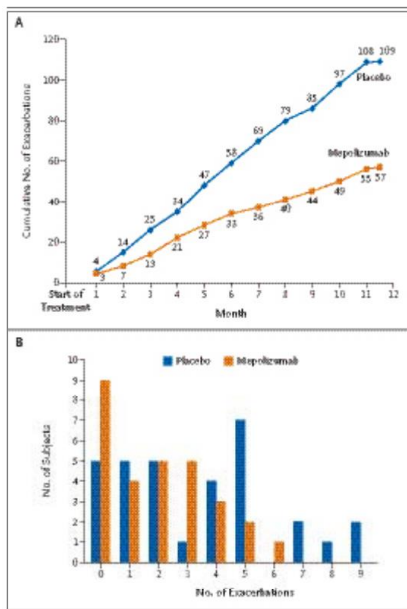 A
Cumulative No. of Exacerbations
120
100
80
60
40
20
0
4 14 25 34 47 58 69 79 85 97 108 109
Placebo
3 7 13 21 27 33 36 40 44 49 55 57
Mepolizumab
Start of Treatment
1 2 3 4 5 6 7 8 9 10 11 12
Month
B
Placebo Mepolizumab
No. of Subjects
10
9
8
7
6
5
4
3
2
1
0
0 1 2 3 4 5 6 7 8 9
No. of Exacerbations